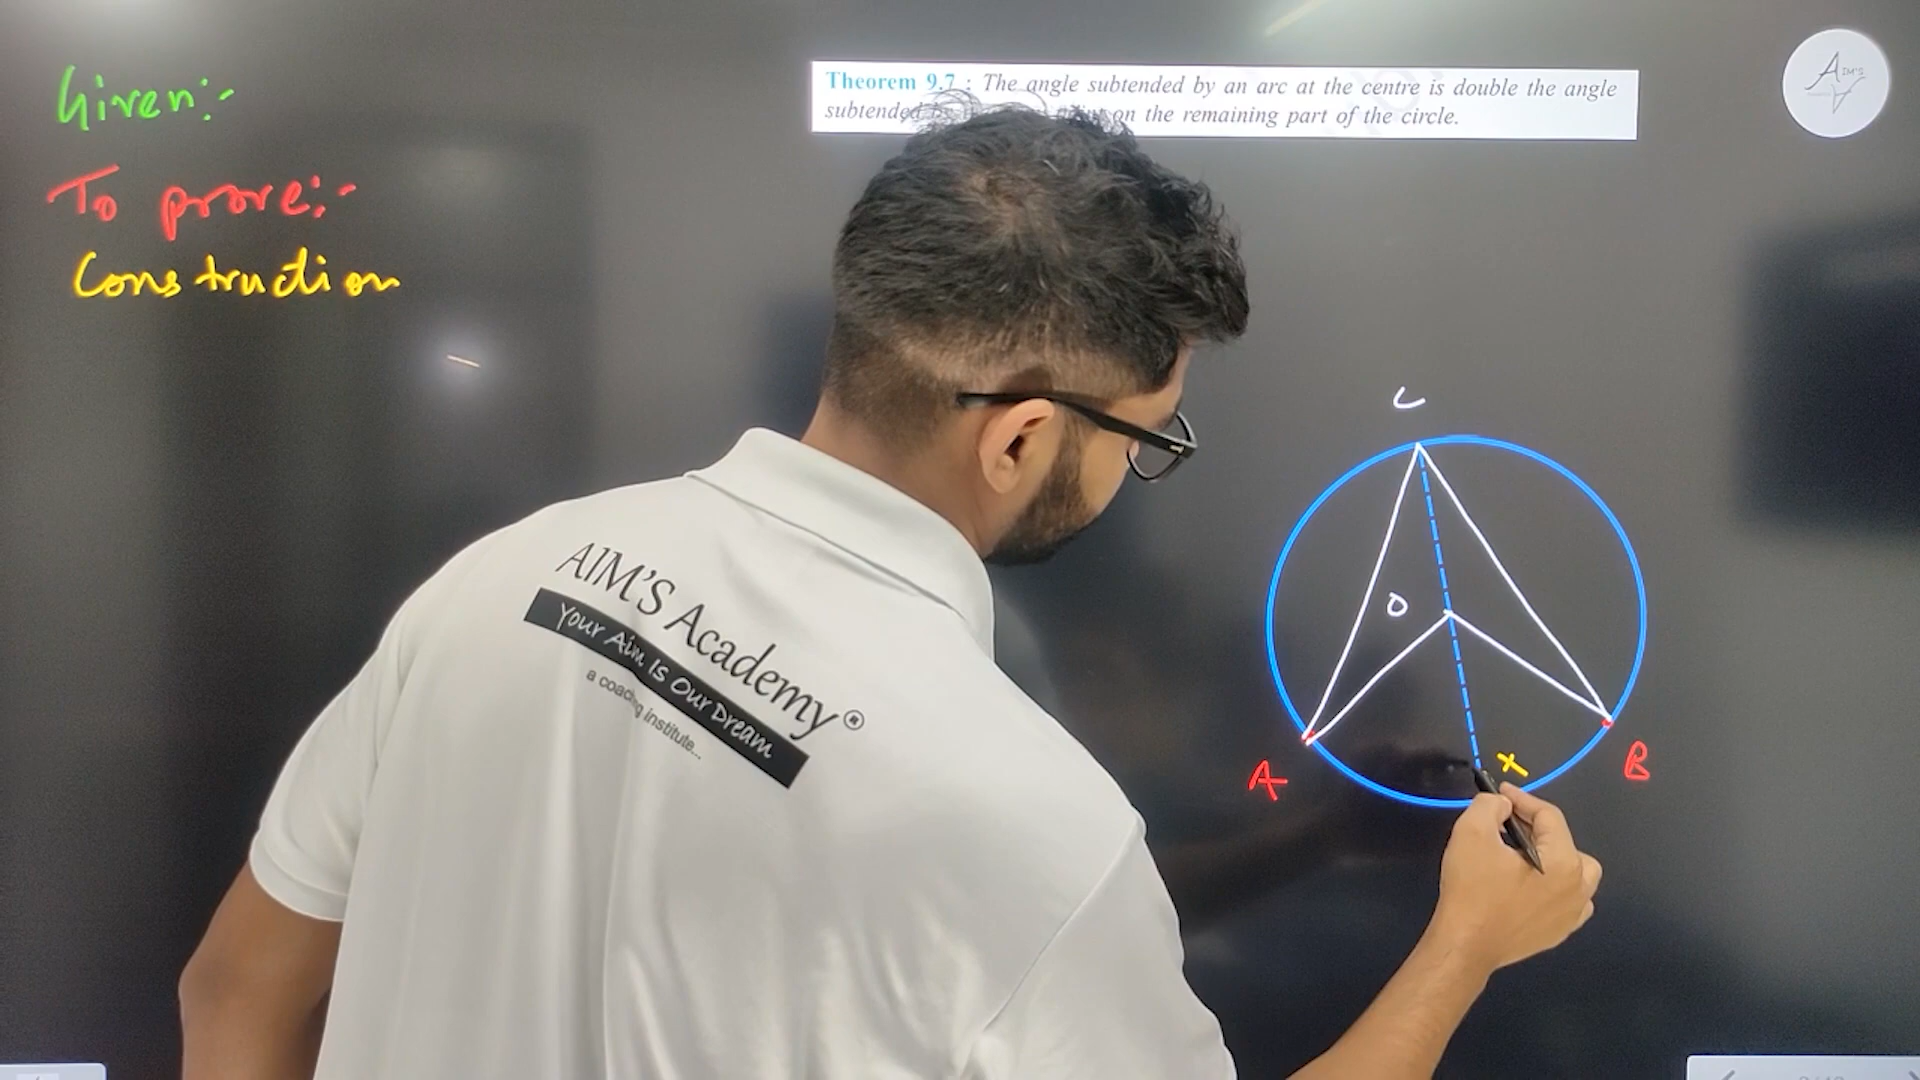 Given:-
To prove:-
Construction
Theorem 9.7 : The angle subtended by an arc at the centre is double the angle
subtended on the remaining part of the circle.
AIM'S
C
O
A
X
B
AIM'S Academy®
Your Aim Is Our Dream
a coaching institute...